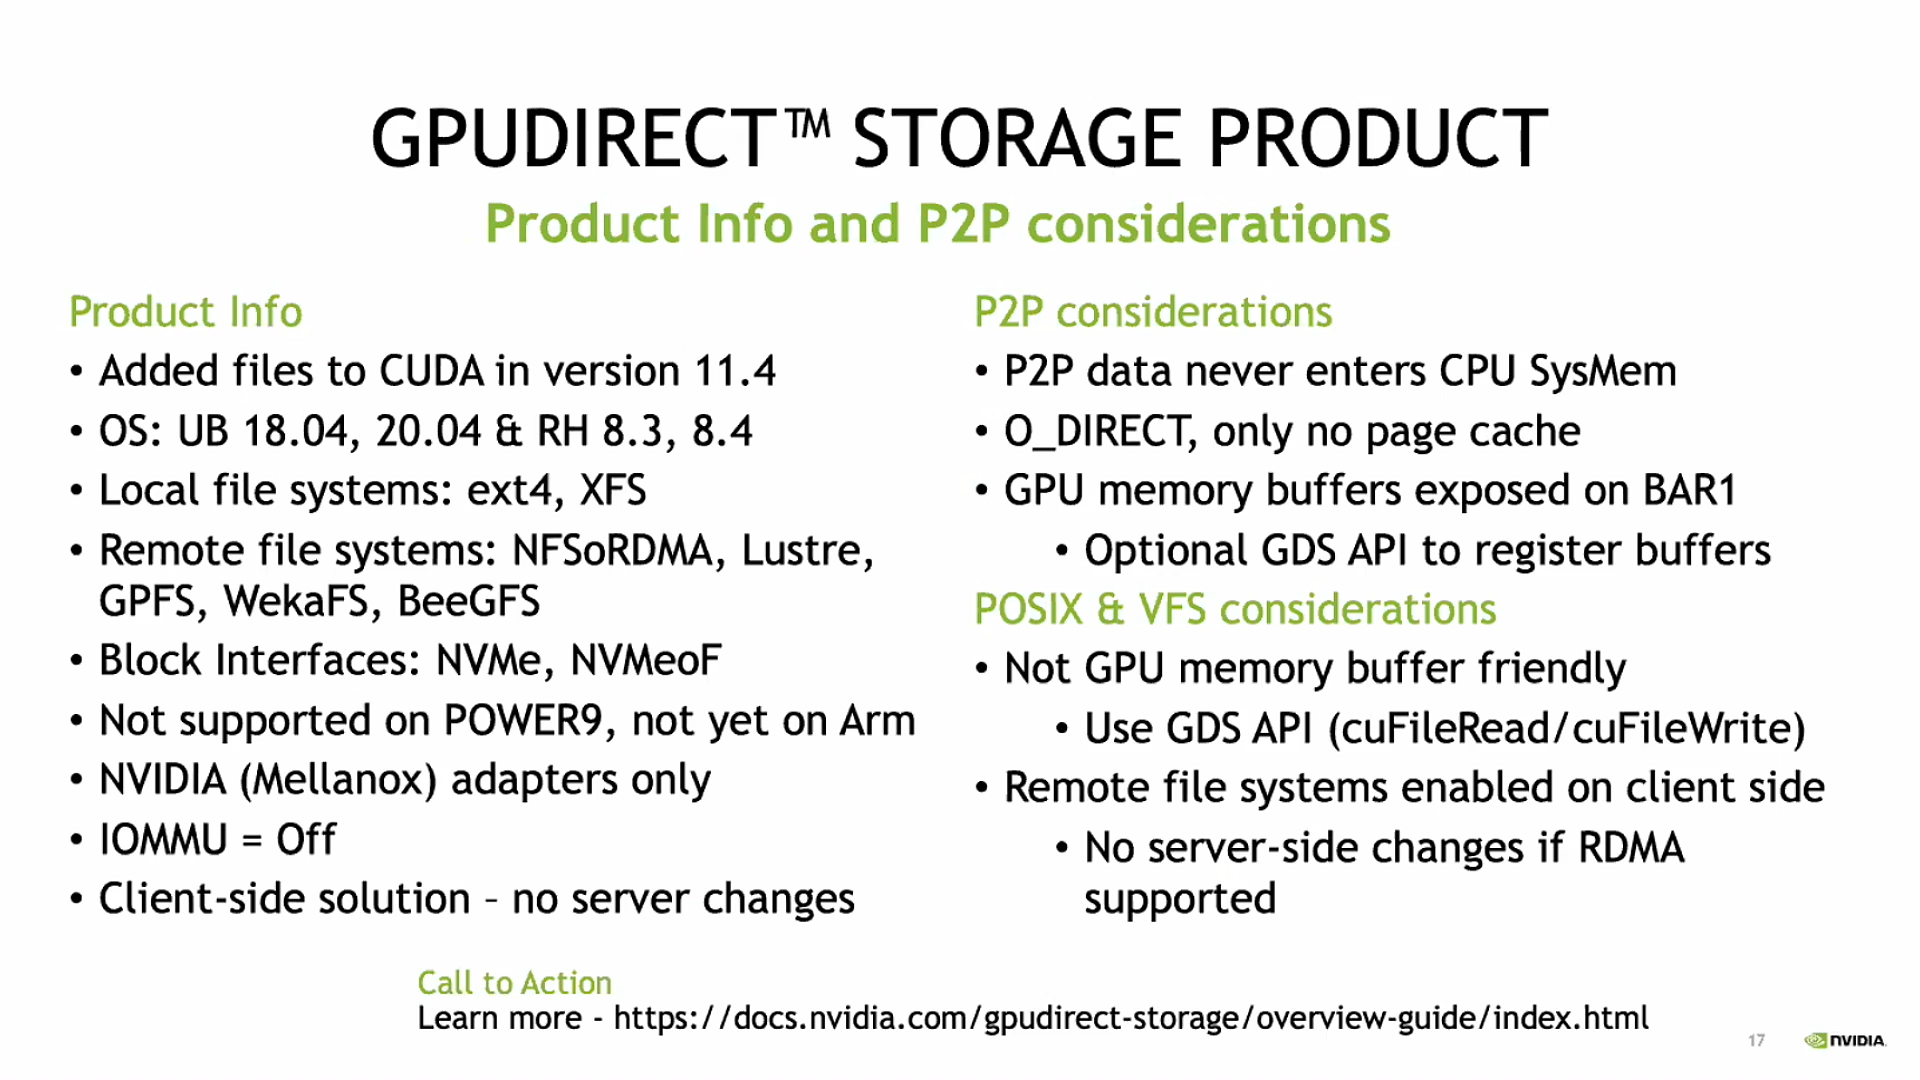 GPUDIRECT™ STORAGE PRODUCT
Product Info and P2P considerations
Product Info
• Added files to CUDA in version 11.4
• OS: UB 18.04, 20.04 & RH 8.3, 8.4
• Local file systems: ext4, XFS
• Remote file systems: NFSoRDMA, Lustre,
GPFS, WekaFS, BeeGFS
• Block Interfaces: NVMe, NVMeoF
• Not supported on POWER9, not yet on Arm
• NVIDIA (Mellanox) adapters only
• IOMMU = Off
• Client-side solution – no server changes
P2P considerations
• P2P data never enters CPU SysMem
• O_DIRECT, only no page cache
• GPU memory buffers exposed on BAR1
• Optional GDS API to register buffers
POSIX & VFS considerations
• Not GPU memory buffer friendly
• Use GDS API (cuFileRead/cuFileWrite)
• Remote file systems enabled on client side
• No server-side changes if RDMA
supported
Call to Action
Learn more - https://docs.nvidia.com/gpudirect-storage/overview-guide/index.html
17
NVIDIA.